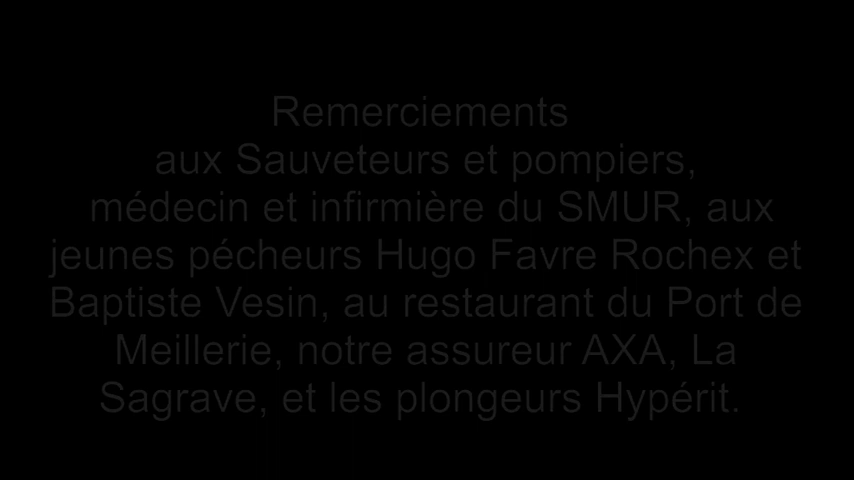 Remerciements
aux Sauveteurs et pompiers,
médecin et infirmière du SMUR, aux
jeunes pécheurs Hugo Favre Rochex et
Baptiste Vesin, au restaurant du Port de
Meillerie, notre assureur AXA, La
Sagrave, et les plongeurs Hypérit.